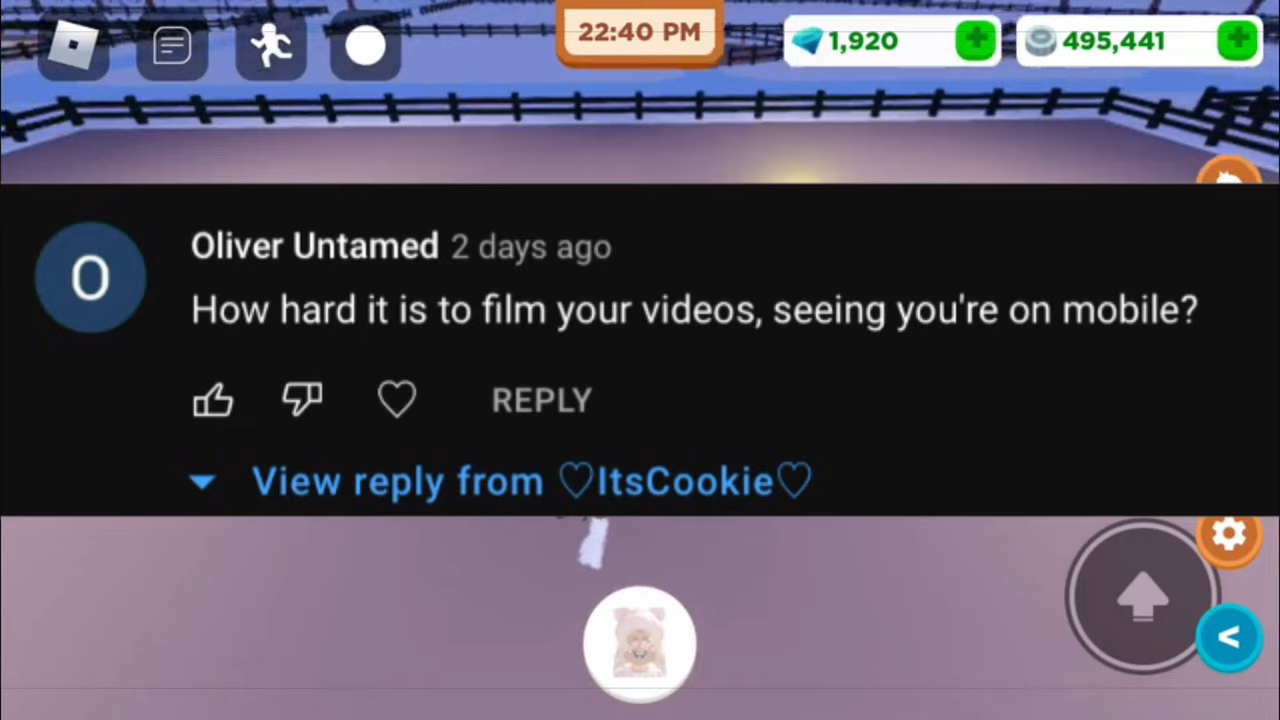 22:40 PM
1,920
495,441
O
Oliver Untamed 2 days ago
How hard it is to film your videos, seeing you're on mobile?
REPLY
View reply from ♡ItsCookie♡
<